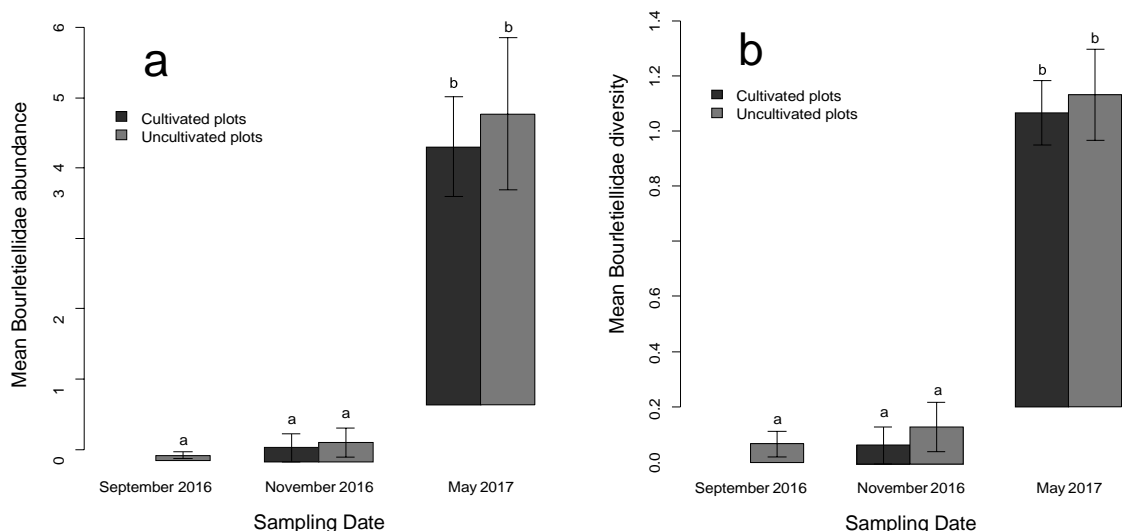 a
Mean Bourletiellidae abundance
6
5
4
3
2
1
0
Cultivated plots
Uncultivated plots
a
a
a
b
b
September 2016
November 2016
May 2017
Sampling Date
b
Mean Bourletiellidae diversity
1.4
1.2
1.0
0.8
0.6
0.4
0.2
0.0
Cultivated plots
Uncultivated plots
a
a
a
b
b
September 2016
November 2016
May 2017
Sampling Date